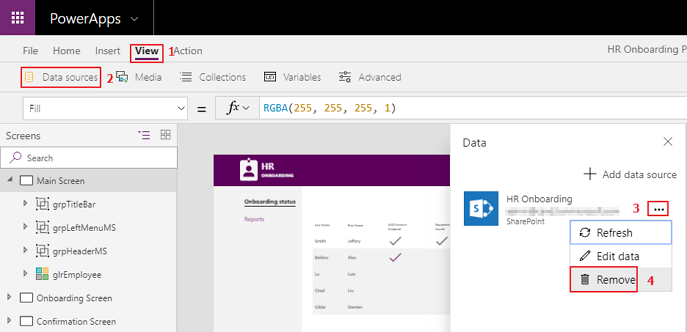 PowerApps
File Home Insert View 1 Action
HR Onboarding P
Data sources 2 Media Collections Variables Advanced
Fill = fx RGBA(255, 255, 255, 1)
Screens
Search
Main Screen
grpTitleBar
grpLeftMenuMS
grpHeaderMS
glrEmployee
Onboarding Screen
Confirmation Screen
HR
ONBOARDING
Onboarding status
Reports
Last Name First Name
Smith Jeffery
Baldoz Alex
Lu Luis
Chad Liu
Gilda Damien
Data
Add data source
HR Onboarding
3 ...
SharePoint
Refresh
Edit data
Remove 4